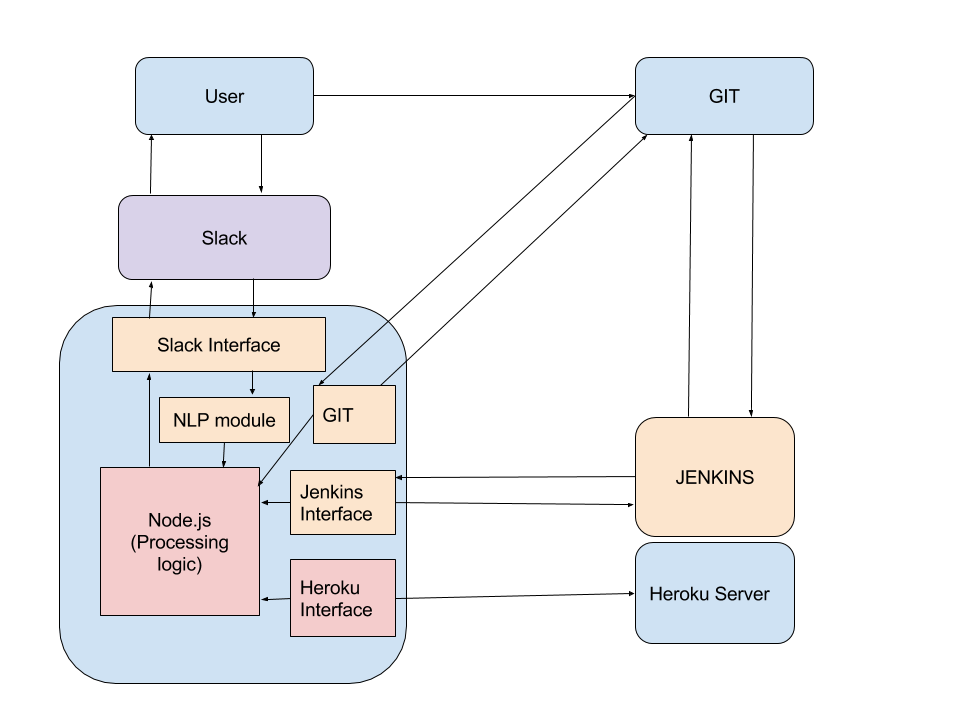 User
GIT
Slack
Slack Interface
NLP module
GIT
Node.js
(Processing
logic)
Jenkins
Interface
JENKINS
Heroku
Interface
Heroku Server